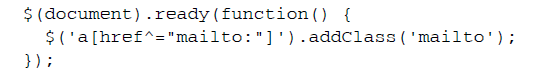 $(document).ready(function() {
  $('a[href^="mailto:"]').addClass('mailto');
});